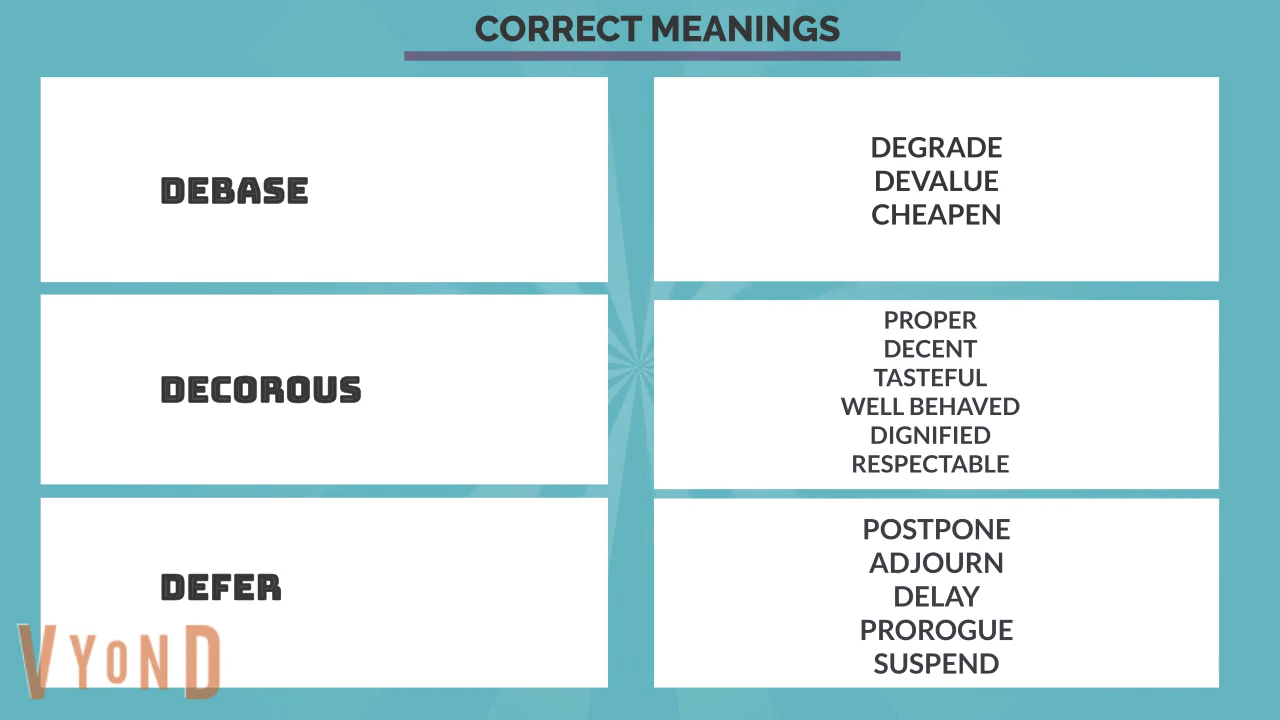 CORRECT MEANINGS
DEBASE
DEGRADE
DEVALUE
CHEAPEN
DECOROUS
PROPER
DECENT
TASTEFUL
WELL BEHAVED
DIGNIFIED
RESPECTABLE
DEFER
POSTPONE
ADJOURN
DELAY
PROROGUE
SUSPEND
VYOND